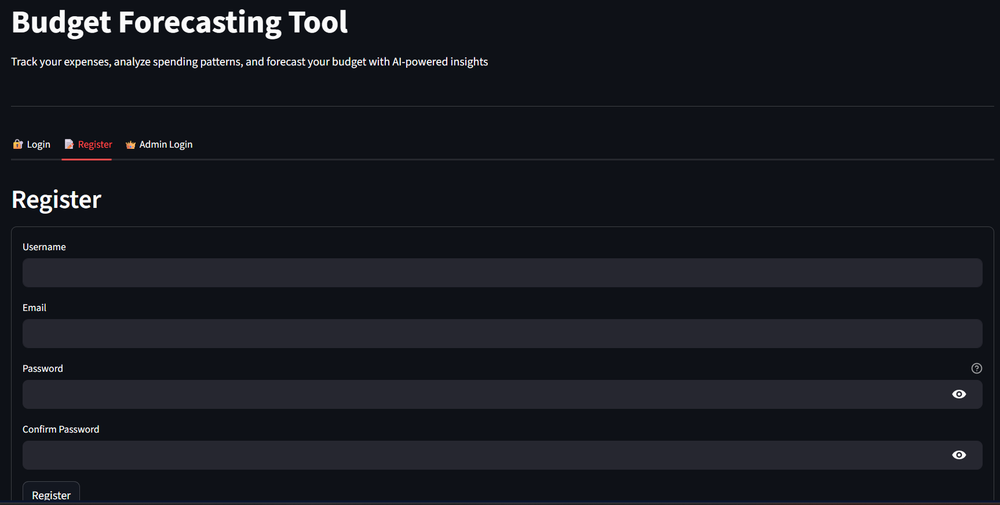 Budget Forecasting Tool
Track your expenses, analyze spending patterns, and forecast your budget with AI-powered insights
Login Register Admin Login
Register
Username
Email
Password
Confirm Password
Register